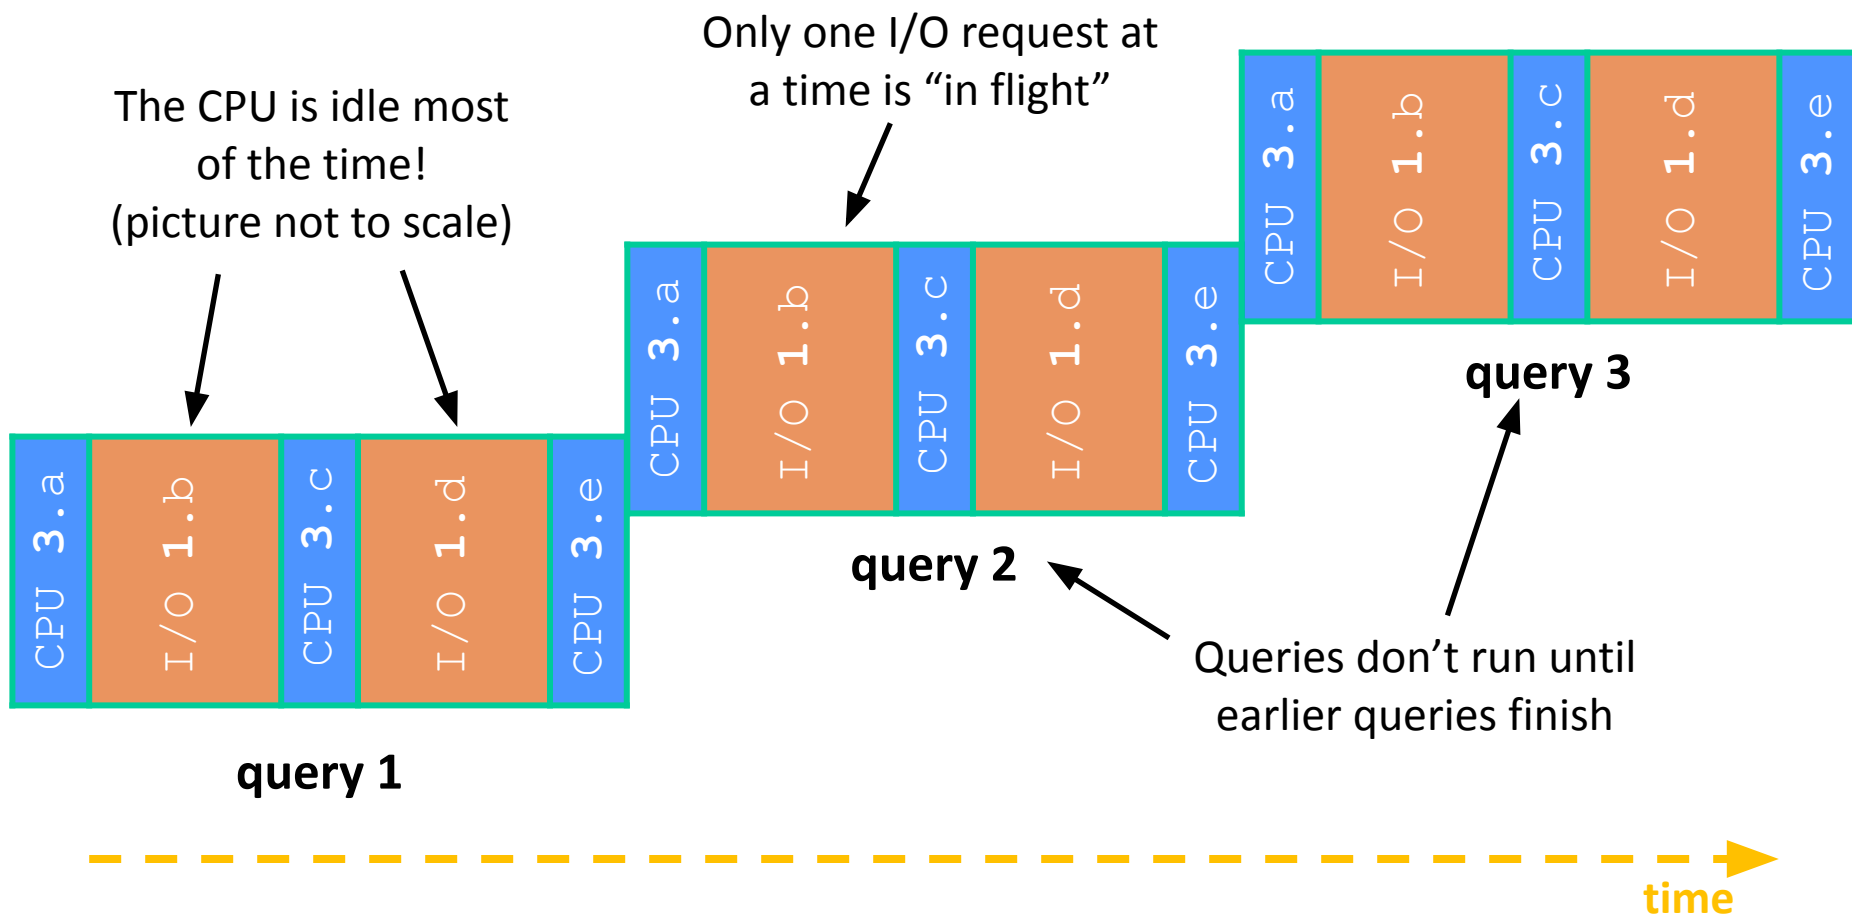 The CPU is idle most
of the time!
(picture not to scale)
Only one I/O request at
a time is “in flight”
CPU 3.a
I/O 1.b
CPU 3.c
I/O 1.d
CPU 3.e
query 1
CPU 3.a
I/O 1.b
CPU 3.c
I/O 1.d
CPU 3.e
query 2
CPU 3.a
I/O 1.b
CPU 3.c
I/O 1.d
CPU 3.e
query 3
Queries don’t run until
earlier queries finish
time